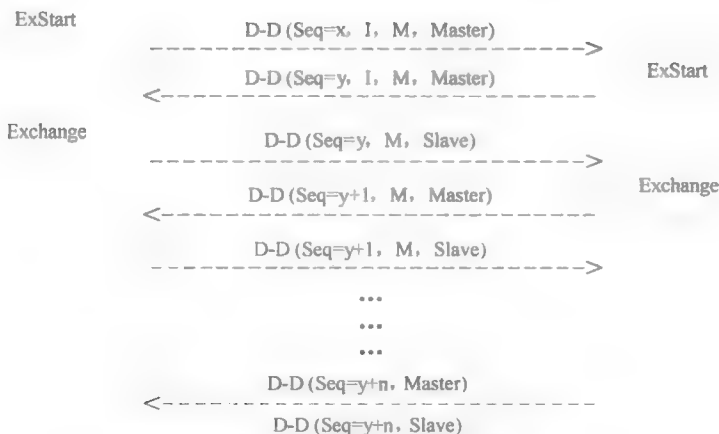 ExStart
D-D (Seq=x, I, M, Master)
D-D (Seq=y, I, M, Master)
ExStart
Exchange
D-D (Seq=y, M, Slave)
D-D (Seq=y+1, M, Master)
Exchange
D-D (Seq=y+1, M, Slave)
...
...
...
D-D (Seq=y+n, Master)
D-D (Seq=y+n, Slave)